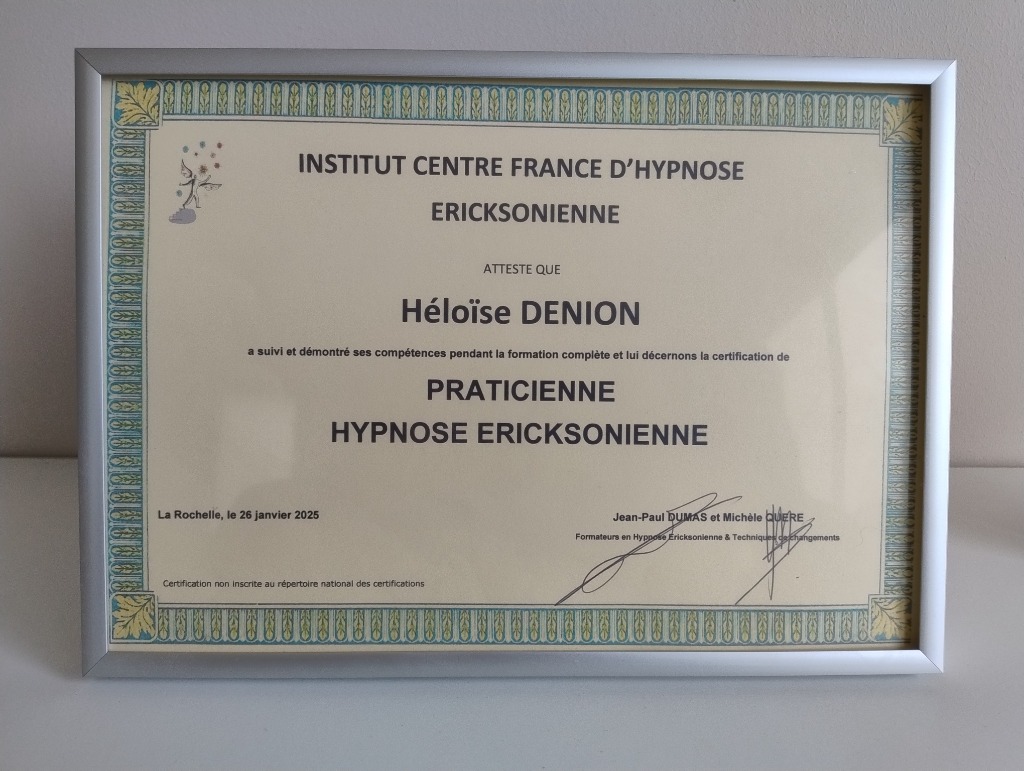 INSTITUT CENTRE FRANCE D’HYPNOSE
ERICKSONIENNE
ATTESTE QUE
Héloïse DENION
a suivi et démontré ses compétences pendant la formation complète et lui décernons la certification de
PRATICIENNE
HYPNOSE ERICKSONIENNE
La Rochelle, le 26 janvier 2025
Jean-Paul DUMAS et Michèle QUERE
Formateurs en Hypnose Ericksonienne & Techniques de changements
Certification non inscrite au répertoire national des certifications